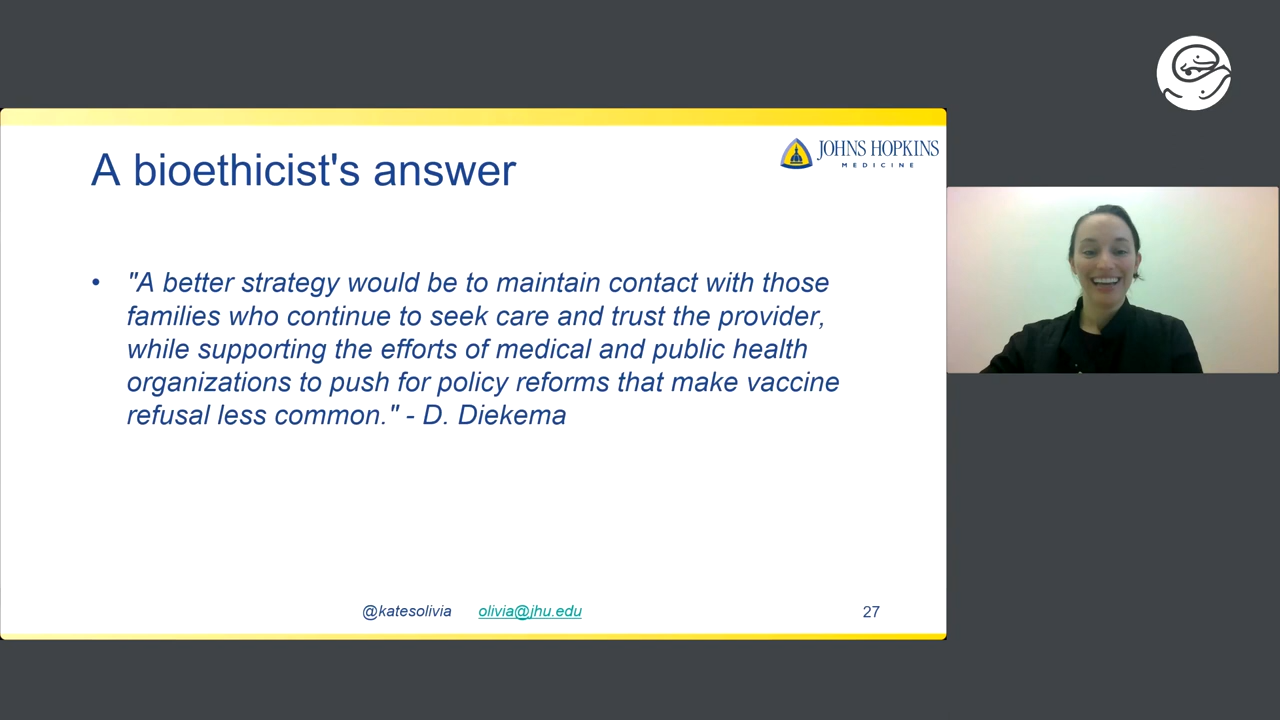 A bioethicist's answer
JOHNS HOPKINS
MEDICINE
• "A better strategy would be to maintain contact with those
families who continue to seek care and trust the provider,
while supporting the efforts of medical and public health
organizations to push for policy reforms that make vaccine
refusal less common." - D. Diekema
@katesolivia olivia@jhu.edu 27